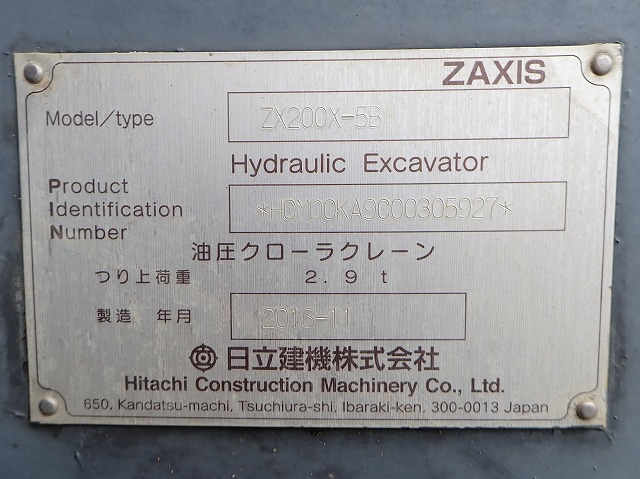 ZAXIS
Model/type ZX200X-5B
Hydraulic Excavator
Product
Identification *HCMDDKA9C00305927*
Number
油圧クローラクレーン
つり上荷重 2.9 t
製造 年月 2016-11
日立建機株式会社
Hitachi Construction Machinery Co., Ltd.
650, Kandatsu-machi, Tsuchiura-shi, Ibaraki-ken, 300-0013 Japan